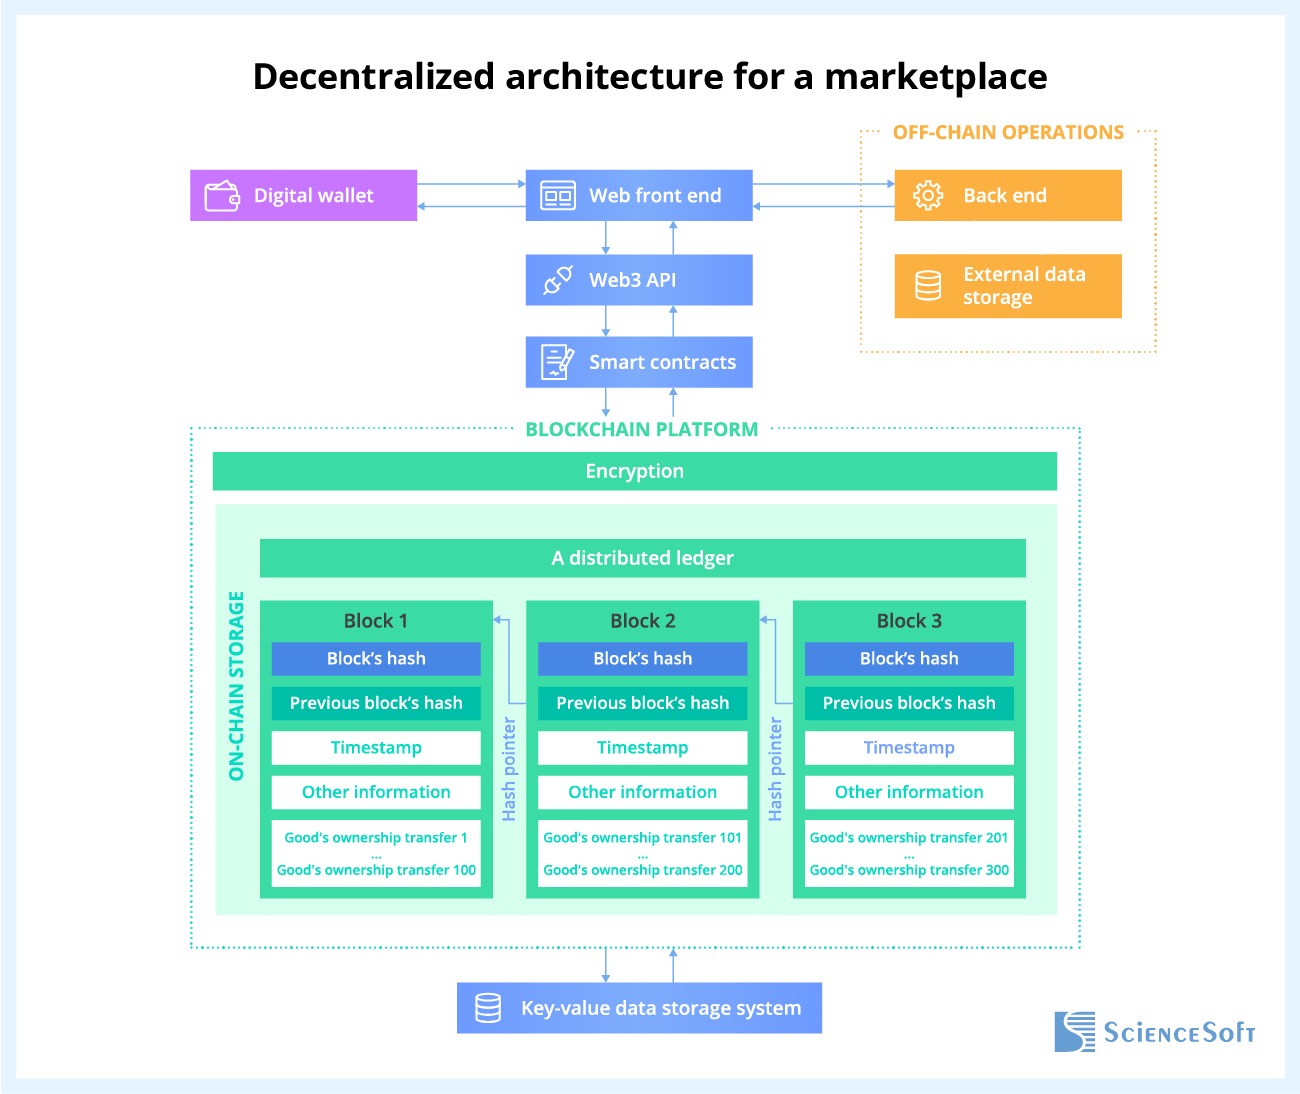 Decentralized architecture for a marketplace
OFF-CHAIN OPERATIONS
Digital wallet
Web front end
Back end
Web3 API
External data
storage
Smart contracts
BLOCKCHAIN PLATFORM
Encryption
ON-CHAIN STORAGE
A distributed ledger
Block 1
Block's hash
Previous block's hash
Timestamp
Other information
Good's ownership transfer 1
...
Good's ownership transfer 100
Hash pointer
Block 2
Block's hash
Previous block's hash
Timestamp
Other information
Good's ownership transfer 101
...
Good's ownership transfer 200
Hash pointer
Block 3
Block's hash
Previous block's hash
Timestamp
Other information
Good's ownership transfer 201
...
Good's ownership transfer 300
Key-value data storage system
ScienceSoft